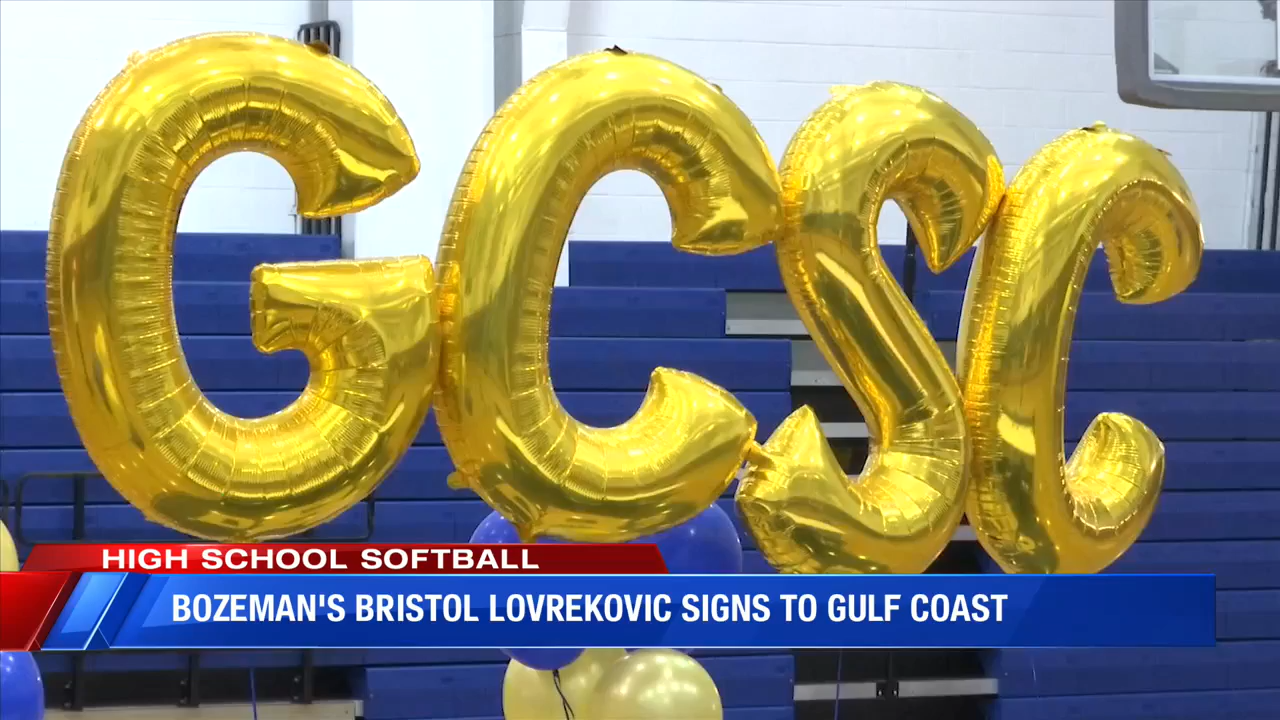 GCSC
HIGH SCHOOL SOFTBALL
BOZEMAN'S BRISTOL LOVREKOVIC SIGNS TO GULF COAST